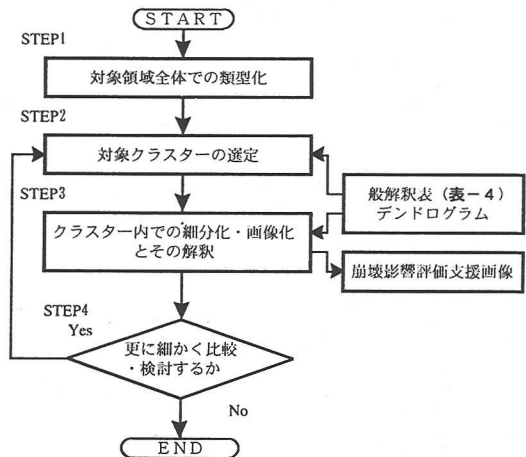 START
STEP1
対象領域全体での類型化
STEP2
対象クラスターの選定
STEP3
般解釈表（表－4）
デンドログラム
クラスター内での細分化・画像化
とその解釈
崩壊影響評価支援画像
STEP4
Yes
更に細かく比較
・検討するか
No
END